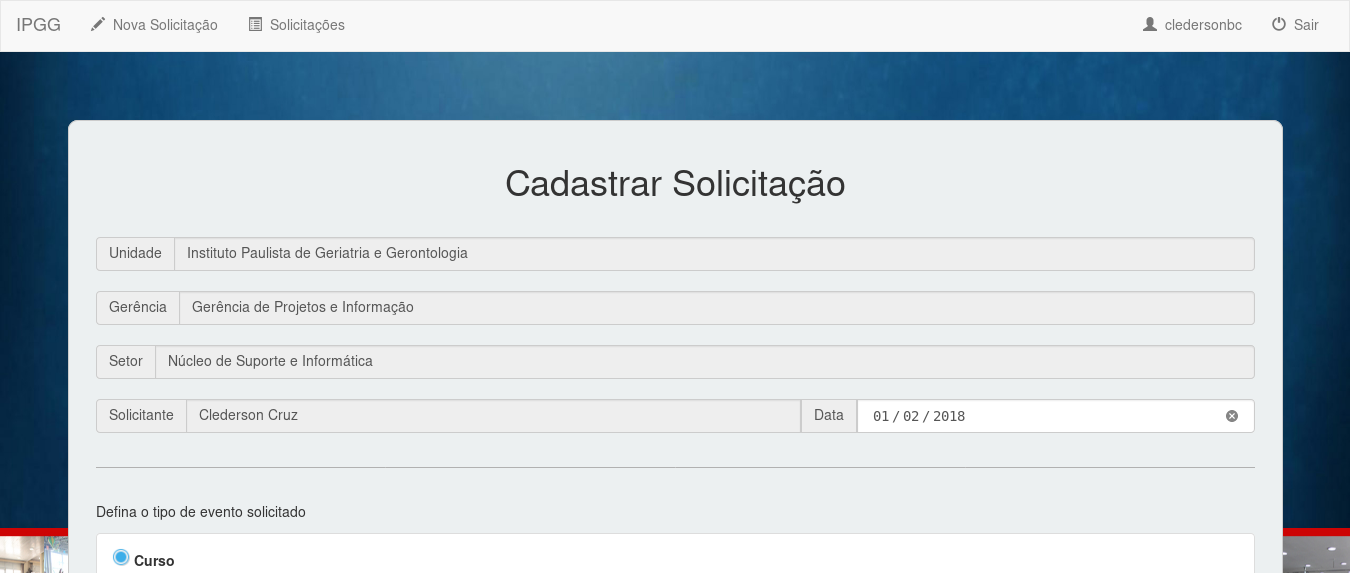 IPGG Nova Solicitação Solicitações cledersonbc Sair
Cadastrar Solicitação
Unidade Instituto Paulista de Geriatria e Gerontologia
Gerência Gerência de Projetos e Informação
Setor Núcleo de Suporte e Informática
Solicitante Clederson Cruz Data 01/02/2018
Defina o tipo de evento solicitado
Curso